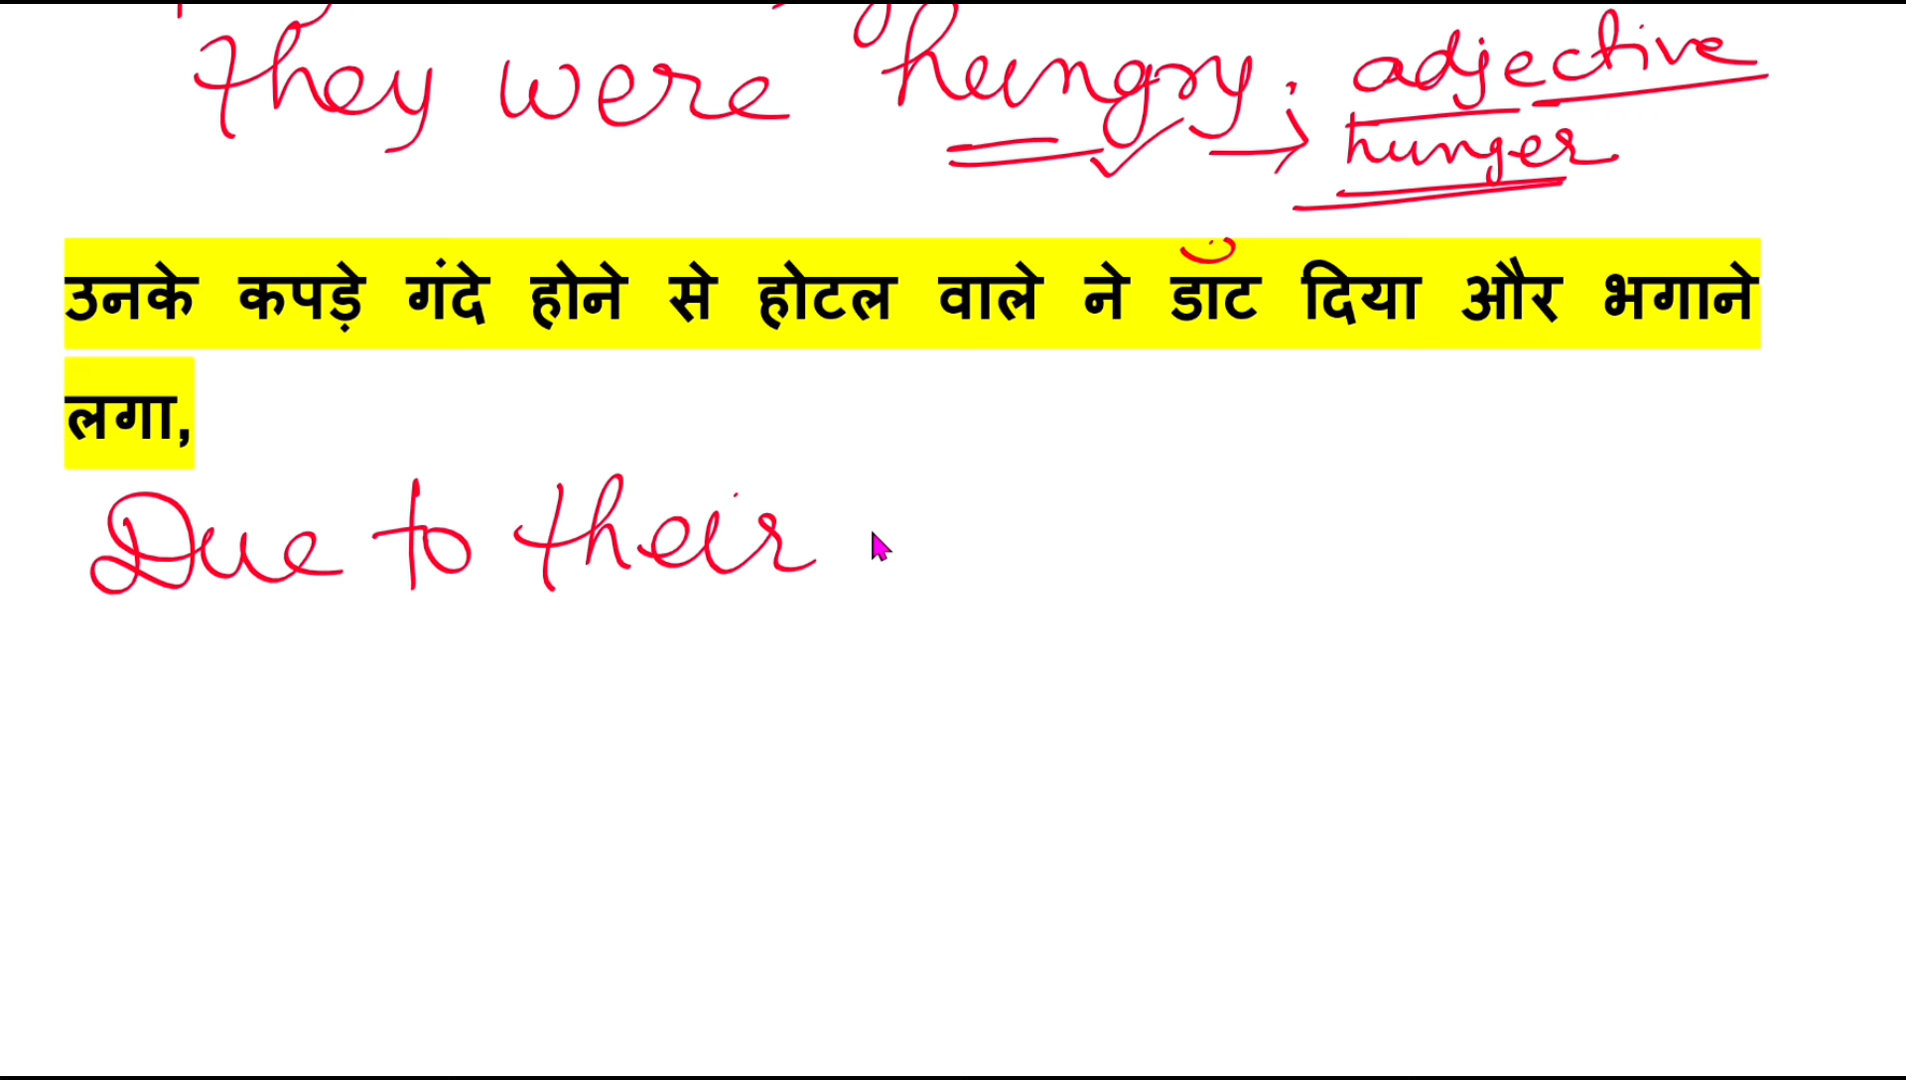 They were hungry. adjective
hunger
उनके कपड़े गंदे होने से होटल वाले ने डाँट दिया और भगाने
लगा,
Due to their